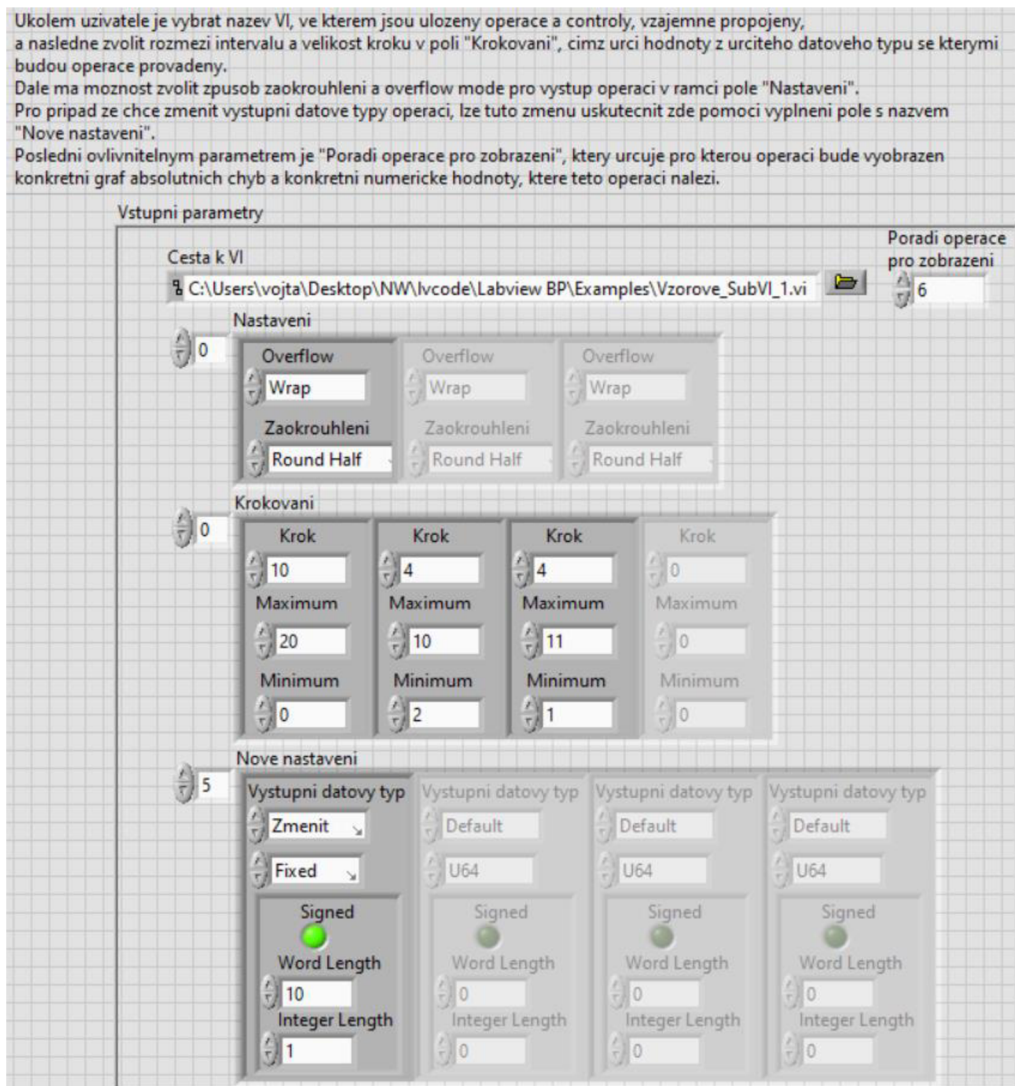 Ukolem uzivatele je vybrat nazev VI, ve kterem jsou ulozeny operace a controly, vzajemne propojeny,
a nasledne zvolit rozmezi intervalu a velikost kroku v poli "Krokovani", cimz urci hodnoty z urciteho datoveho typu se kterymi
budou operace provadeny.
Dale ma moznost zvolit zpusob zaokrouhleni a overflow mode pro vystup operaci v ramci pole "Nastaveni".
Pro pripad ze chce zmenit vystupni datove typy operaci, lze tuto zmenu uskutecnit zde pomoci vyplneni pole s nazvem
"Nove nastaveni".
Posledni ovlivnitelnym parametrem je "Poradi operace pro zobrazeni", ktery urcuje pro kterou operaci bude vyobrazen
konkretni graf absolutnich chyb a konkretni numericke hodnoty, ktere teto operaci nalezi.
Vstupni parametry
Poradi operace
pro zobrazeni
Cesta k VI
C:\Users\vojta\Desktop\NW\lvcode\Labview BP\Examples\Vzorove_SubVI_1.vi
6
Nastaveni
0
Overflow Overflow Overflow
Wrap Wrap Wrap
Zaokrouhleni Zaokrouhleni Zaokrouhleni
Round Half Round Half Round Half
Krokovani
0
Krok Krok Krok Krok
10 4 4 0
Maximum Maximum Maximum Maximum
20 10 11 0
Minimum Minimum Minimum Minimum
0 2 1 0
Nove nastaveni
5
Vystupni datovy typ Vystupni datovy typ Vystupni datovy typ Vystupni datovy typ
Zmenit Default Default Default
Fixed U64 U64 U64
Signed Signed Signed Signed
Word Length Word Length Word Length Word Length
10 0 0 0
Integer Length Integer Length Integer Length Integer Length
1 0 0 0